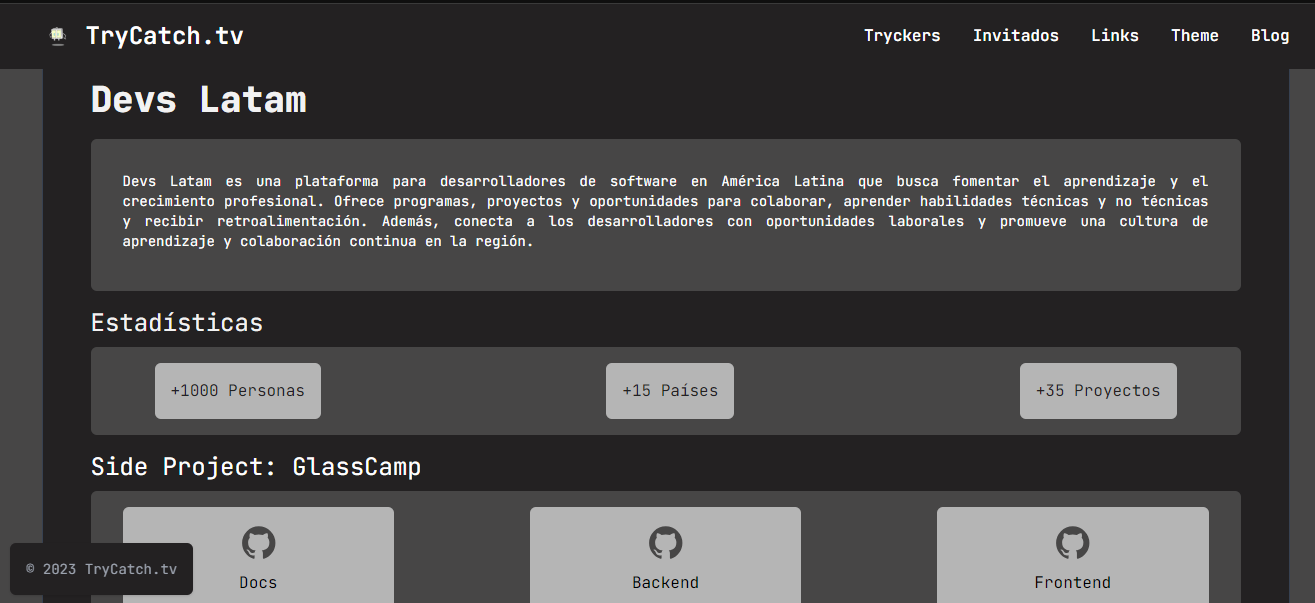 TryCatch.tv
Tryckers Invitados Links Theme Blog
Devs Latam
Devs Latam es una plataforma para desarrolladores de software en América Latina que busca fomentar el aprendizaje y el
crecimiento profesional. Ofrece programas, proyectos y oportunidades para colaborar, aprender habilidades técnicas y no técnicas
y recibir retroalimentación. Además, conecta a los desarrolladores con oportunidades laborales y promueve una cultura de
aprendizaje y colaboración continua en la región.
Estadísticas
+1000 Personas
+15 Países
+35 Proyectos
Side Project: GlassCamp
Docs
Backend
Frontend
© 2023 TryCatch.tv